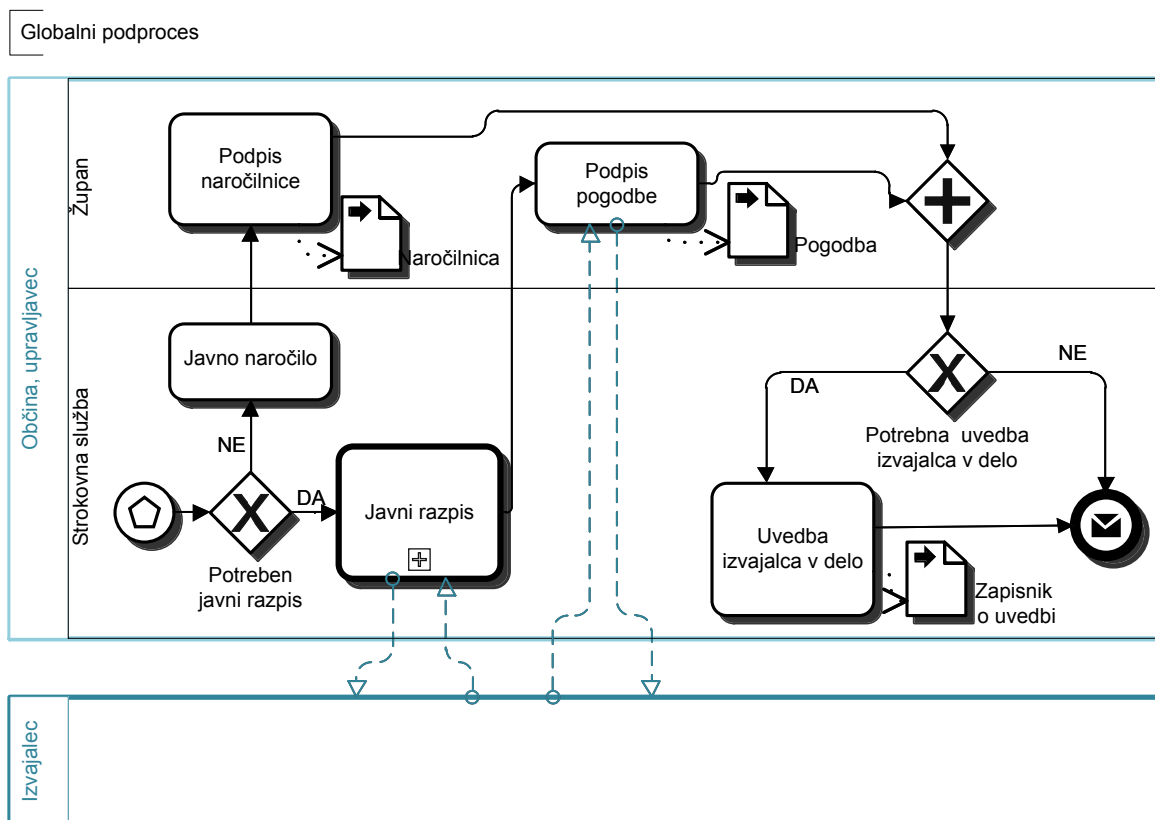 Globalni podproces
Občina, upravljavec
Župan
Podpis
naročilnice
Naročilnica
Podpis
pogodbe
Pogodba
Strokovna služba
Javno naročilo
NE
DA
Potreben
javni razpis
Javni razpis
DA
NE
Potrebna uvedba
izvajalca v delo
Uvedba
izvajalca v delo
Zapisnik
o uvedbi
Izvajalec